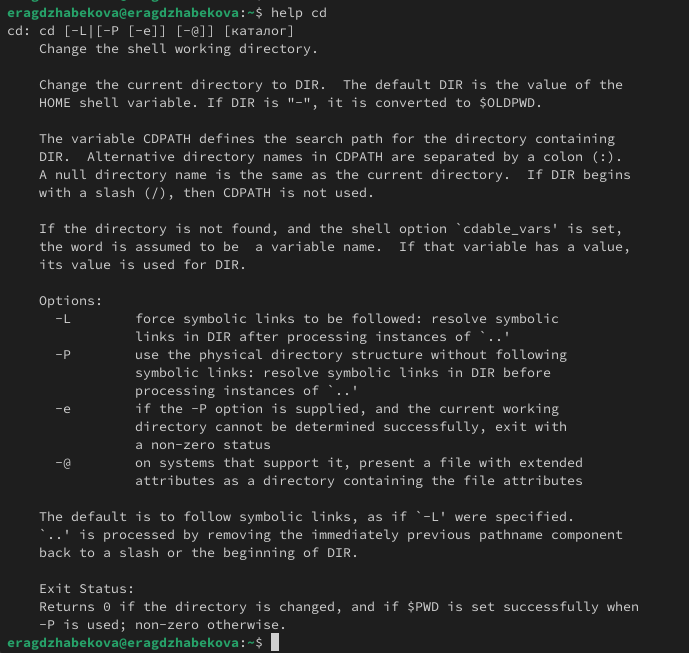 eragdzhabekova@eragdzhabekova:~$ help cd
cd: cd [-L|[-P [-e]] [-@]] [каталог]
    Change the shell working directory.

    Change the current directory to DIR.  The default DIR is the value of the
    HOME shell variable. If DIR is "-", it is converted to $OLDPWD.

    The variable CDPATH defines the search path for the directory containing
    DIR.  Alternative directory names in CDPATH are separated by a colon (:).
    A null directory name is the same as the current directory.  If DIR begins
    with a slash (/), then CDPATH is not used.

    If the directory is not found, and the shell option `cdable_vars' is set,
    the word is assumed to be  a variable name.  If that variable has a value,
    its value is used for DIR.

    Options:
      -L        force symbolic links to be followed: resolve symbolic
                links in DIR after processing instances of `..'
      -P        use the physical directory structure without following
                symbolic links: resolve symbolic links in DIR before
                processing instances of `..'
      -e        if the -P option is supplied, and the current working
                directory cannot be determined successfully, exit with
                a non-zero status
      -@        on systems that support it, present a file with extended
                attributes as a directory containing the file attributes

    The default is to follow symbolic links, as if `-L' were specified.
    `..' is processed by removing the immediately previous pathname component
    back to a slash or the beginning of DIR.

    Exit Status:
    Returns 0 if the directory is changed, and if $PWD is set successfully when
    -P is used; non-zero otherwise.
eragdzhabekova@eragdzhabekova:~$